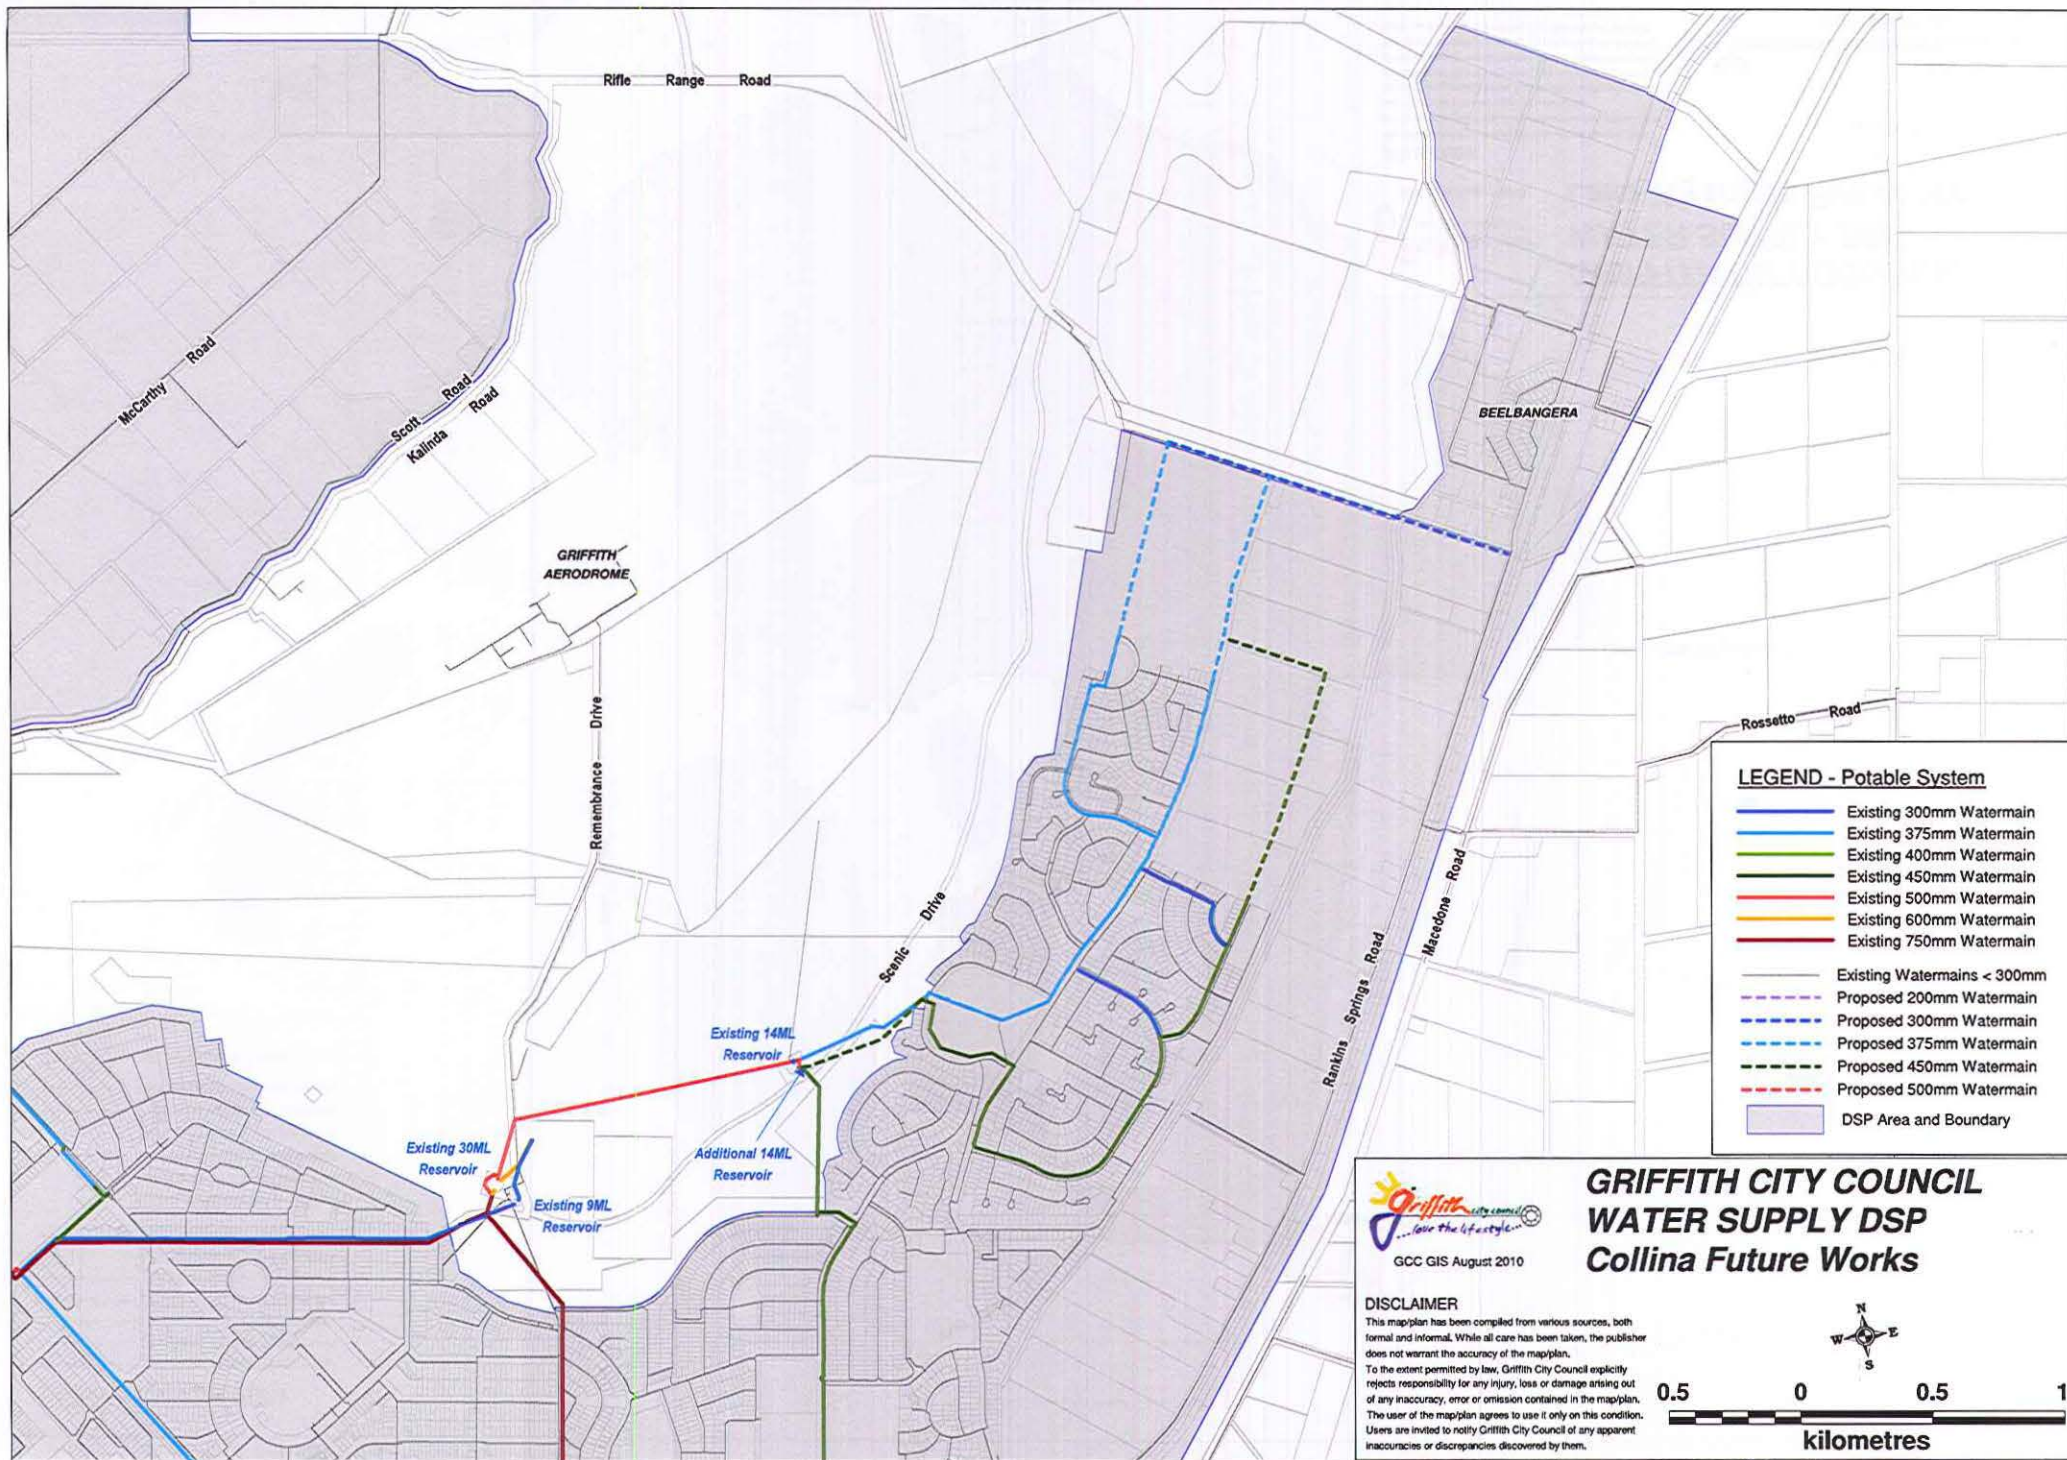 Rifle Range Road
McCarthy Road
Scott Road
Kalinda Road
BEELBANGERA
GRIFFITH
AERODROME
Remembrance Drive
Scenic Drive
Rossetto Road
Macedone Road
Rankins Springs Road
Existing 14ML
Reservoir
Additional 14ML
Reservoir
Existing 30ML
Reservoir
Existing 9ML
Reservoir
LEGEND - Potable System
Existing 300mm Watermain
Existing 375mm Watermain
Existing 400mm Watermain
Existing 450mm Watermain
Existing 500mm Watermain
Existing 600mm Watermain
Existing 750mm Watermain
Existing Watermains < 300mm
Proposed 200mm Watermain
Proposed 300mm Watermain
Proposed 375mm Watermain
Proposed 450mm Watermain
Proposed 500mm Watermain
DSP Area and Boundary
Griffith city council
...love the lifestyle...
GCC GIS August 2010
GRIFFITH CITY COUNCIL
WATER SUPPLY DSP
Collina Future Works
DISCLAIMER
This map/plan has been compiled from various sources, both
formal and informal. While all care has been taken, the publisher
does not warrant the accuracy of the map/plan.
To the extent permitted by law, Griffith City Council explicitly
rejects responsibility for any injury, loss or damage arising out
of any inaccuracy, error or omission contained in the map/plan.
The user of the map/plan agrees to use it only on this condition.
Users are invited to notify Griffith City Council of any apparent
inaccuracies or discrepancies discovered by them.
N
W E
S
0.5 0 0.5 1
kilometres